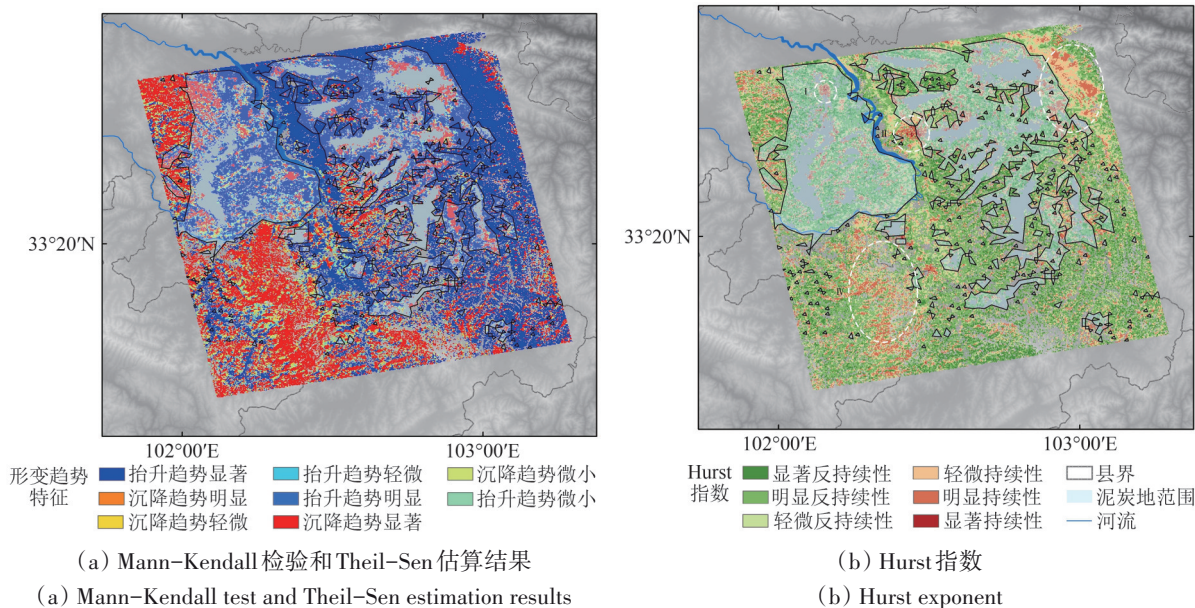 33°20′N
102°00′E
103°00′E
形变趋势
特征
抬升趋势显著
抬升趋势轻微
沉降趋势微小
沉降趋势明显
抬升趋势明显
抬升趋势微小
沉降趋势轻微
沉降趋势显著
(a) Mann-Kendall检验和Theil-Sen估算结果
(a) Mann-Kendall test and Theil-Sen estimation results
I
II
III
33°20′N
102°00′E
103°00′E
Hurst
指数
显著反持续性
轻微持续性
县界
明显反持续性
明显持续性
泥炭地范围
轻微反持续性
显著持续性
河流
(b) Hurst指数
(b) Hurst exponent